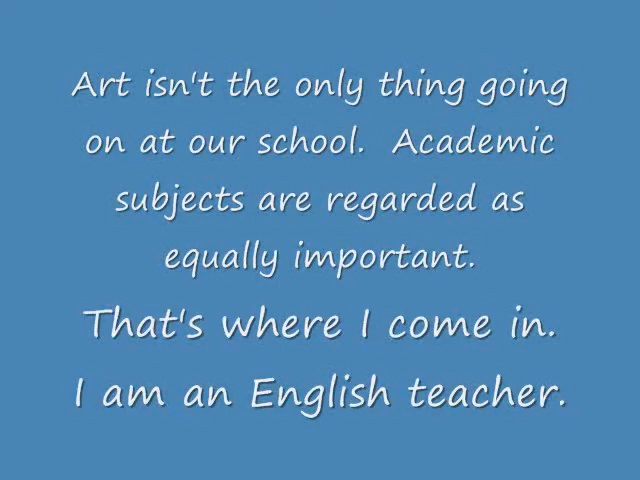 Art isn't the only thing going
on at our school.  Academic
subjects are regarded as
equally important.
That's where I come in.
I am an English teacher.